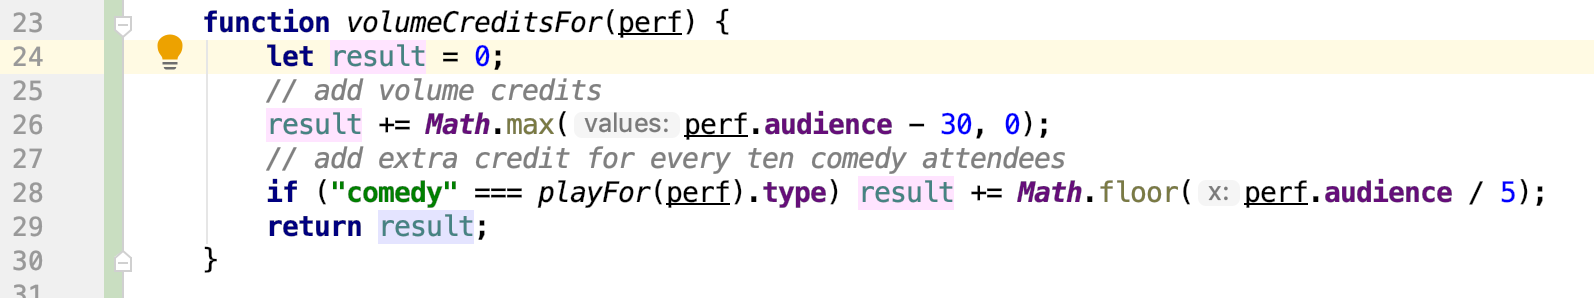 23 function volumeCreditsFor(perf) {
24 let result = 0;
25 // add volume credits
26 result += Math.max( values: perf.audience - 30, 0);
27 // add extra credit for every ten comedy attendees
28 if ("comedy" === playFor(perf).type) result += Math.floor( x: perf.audience / 5);
29 return result;
30 }
31